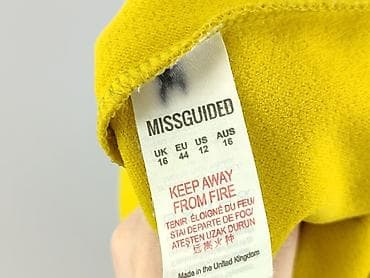 MISSGUIDED
UK EU US AUS
16 44 12 16
KEEP AWAY
FROM FIRE
TENIR ÉLOIGNÉ DU FEU/
STAI DEPARTE DE FOC/
ATEŞTEN UZAK DURUN
远离火种
Made in the United Kingdom